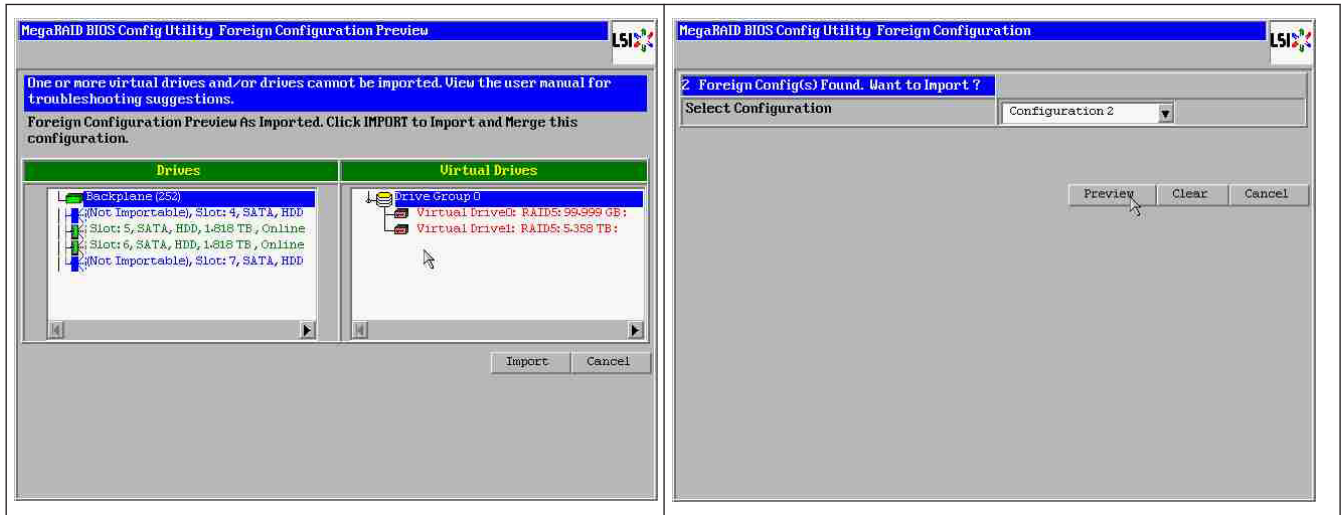 MegaRAID BIOS Config Utility Foreign Configuration Preview
LSI
One or more virtual drives and/or drives cannot be imported. View the user manual for
troubleshooting suggestions.
Foreign Configuration Preview As Imported. Click IMPORT to Import and Merge this
configuration.
Drives
Virtual Drives
Backplane (252)
(Not Importable), Slot: 4, SATA, HDD
Slot: 5, SATA, HDD, 1.818 TB, Online
Slot: 6, SATA, HDD, 1.818 TB, Online
(Not Importable), Slot: 7, SATA, HDD
Drive Group 0
Virtual Drive0: RAID5: 99.999 GB:
Virtual Drive1: RAID5: 5.358 TB:
Import
Cancel
MegaRAID BIOS Config Utility Foreign Configuration
LSI
2 Foreign Config(s) Found. Want to Import ?
Select Configuration
Configuration 2
Preview
Clear
Cancel